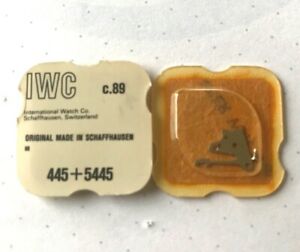 IWC c.89
International Watch Co.
Schaffhausen, Switzerland
ORIGINAL MADE IN SCHAFFHAUSEN
445+5445